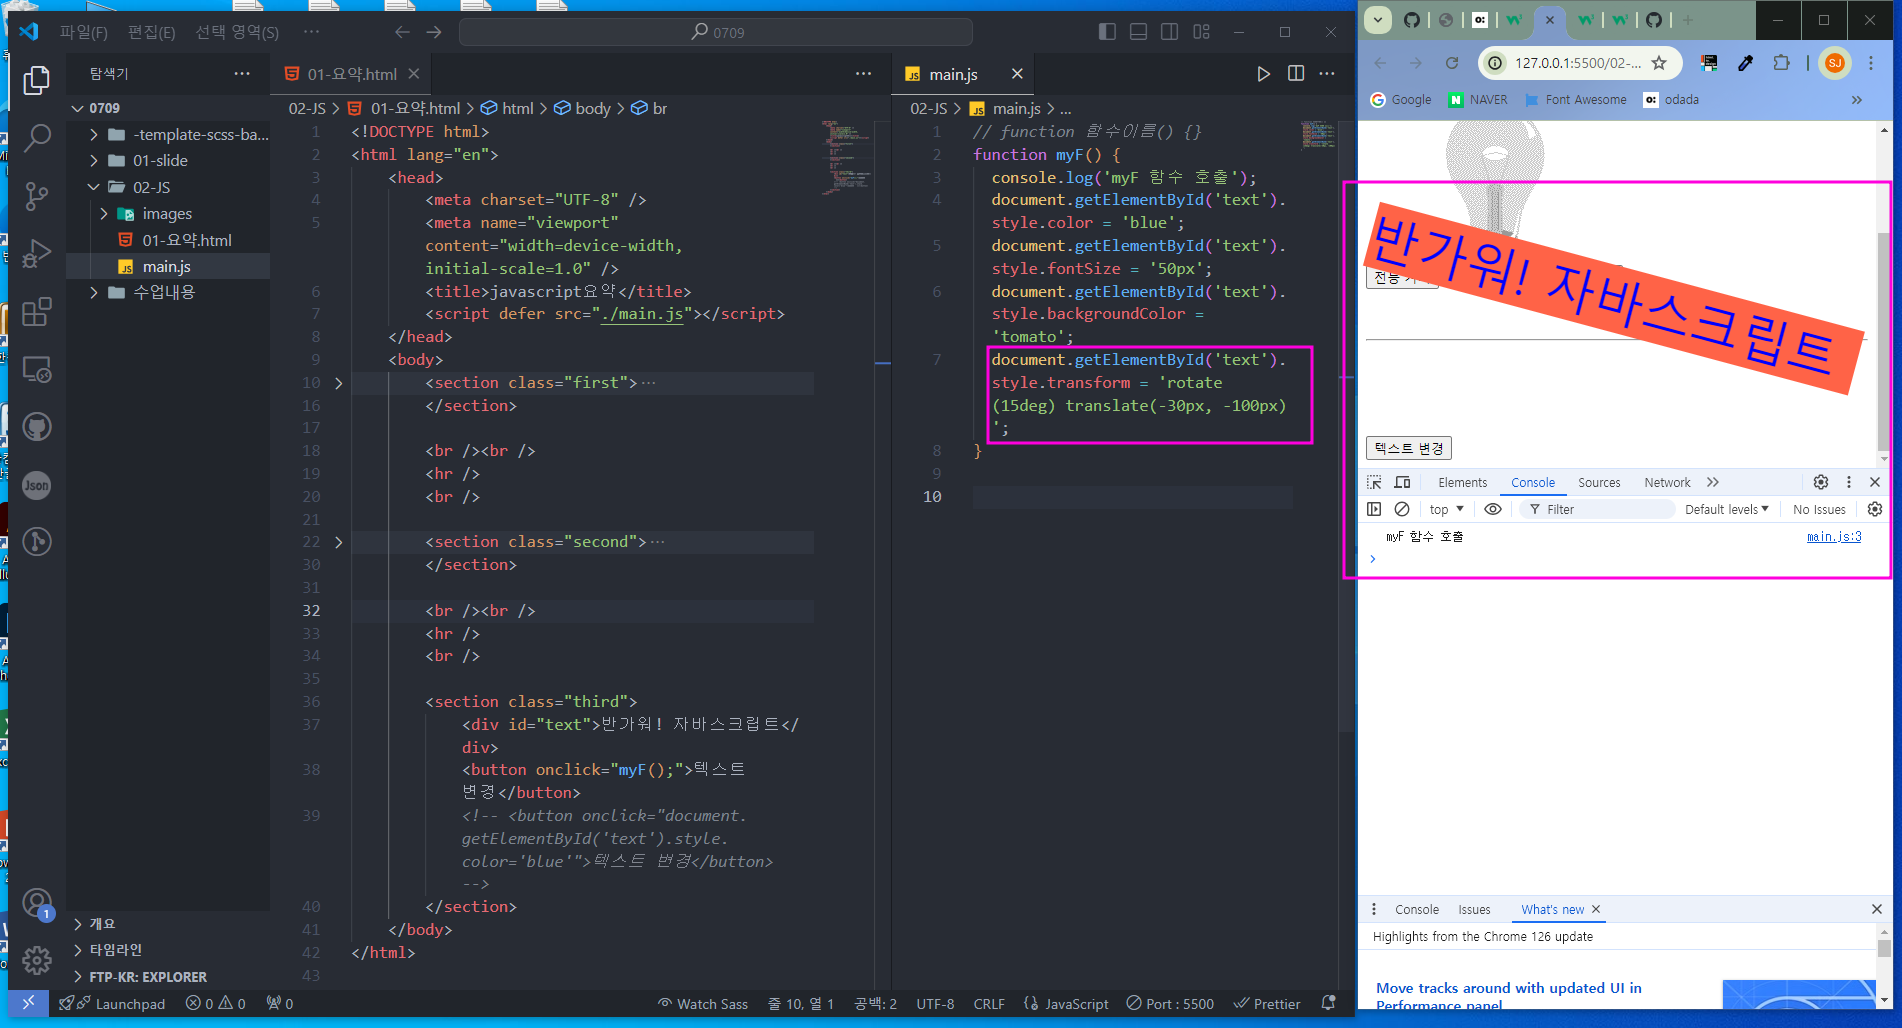 파일(F) 편집(E) 선택 영역(S) ···
0709
탐색기 ···
0709
-template-scss-ba...
01-slide
02-JS
images
01-요약.html
main.js
수업내용
개요
타임라인
FTP-KR: EXPLORER
01-요약.html
02-JS > 01-요약.html > html > body > br
1 <!DOCTYPE html>
2 <html lang="en">
3 <head>
4 <meta charset="UTF-8" />
5 <meta name="viewport"
content="width=device-width,
initial-scale=1.0" />
6 <title>javascript요약</title>
7 <script defer src="./main.js"></script>
8 </head>
9 <body>
10 <section class="first">···
16 </section>
17
18 <br /><br />
19 <hr />
20 <br />
21
22 <section class="second">···
30 </section>
31
32 <br /><br />
33 <hr />
34 <br />
35
36 <section class="third">
37 <div id="text">반가워! 자바스크립트</
div>
38 <button onclick="myF();">텍스트
변경</button>
39 <!-- <button onclick="document.
getElementById('text').style.
color='blue'">텍스트 변경</button>
-->
40 </section>
41 </body>
42 </html>
43
main.js
02-JS > main.js > ...
1 // function 함수이름() {}
2 function myF() {
3 console.log('myF 함수 호출');
4 document.getElementById('text').
style.color = 'blue';
5 document.getElementById('text').
style.fontSize = '50px';
6 document.getElementById('text').
style.backgroundColor =
'tomato';
7 document.getElementById('text').
style.transform = 'rotate
(15deg) translate(-30px, -100px)
';
8 }
9
10
Launchpad 0 0 0
Watch Sass 줄 10, 열 1 공백: 2 UTF-8 CRLF JavaScript Port : 5500 Prettier
1
Json
127.0.0.1:5500/02-...
SJ
Google NAVER Font Awesome odada
반가워! 자바스크립트
전등
텍스트 변경
Elements Console Sources Network
top Filter Default levels No Issues
myF 함수 호출 main.js:3
Console Issues What's new
Highlights from the Chrome 126 update
Move tracks around with updated UI in
Performance panel